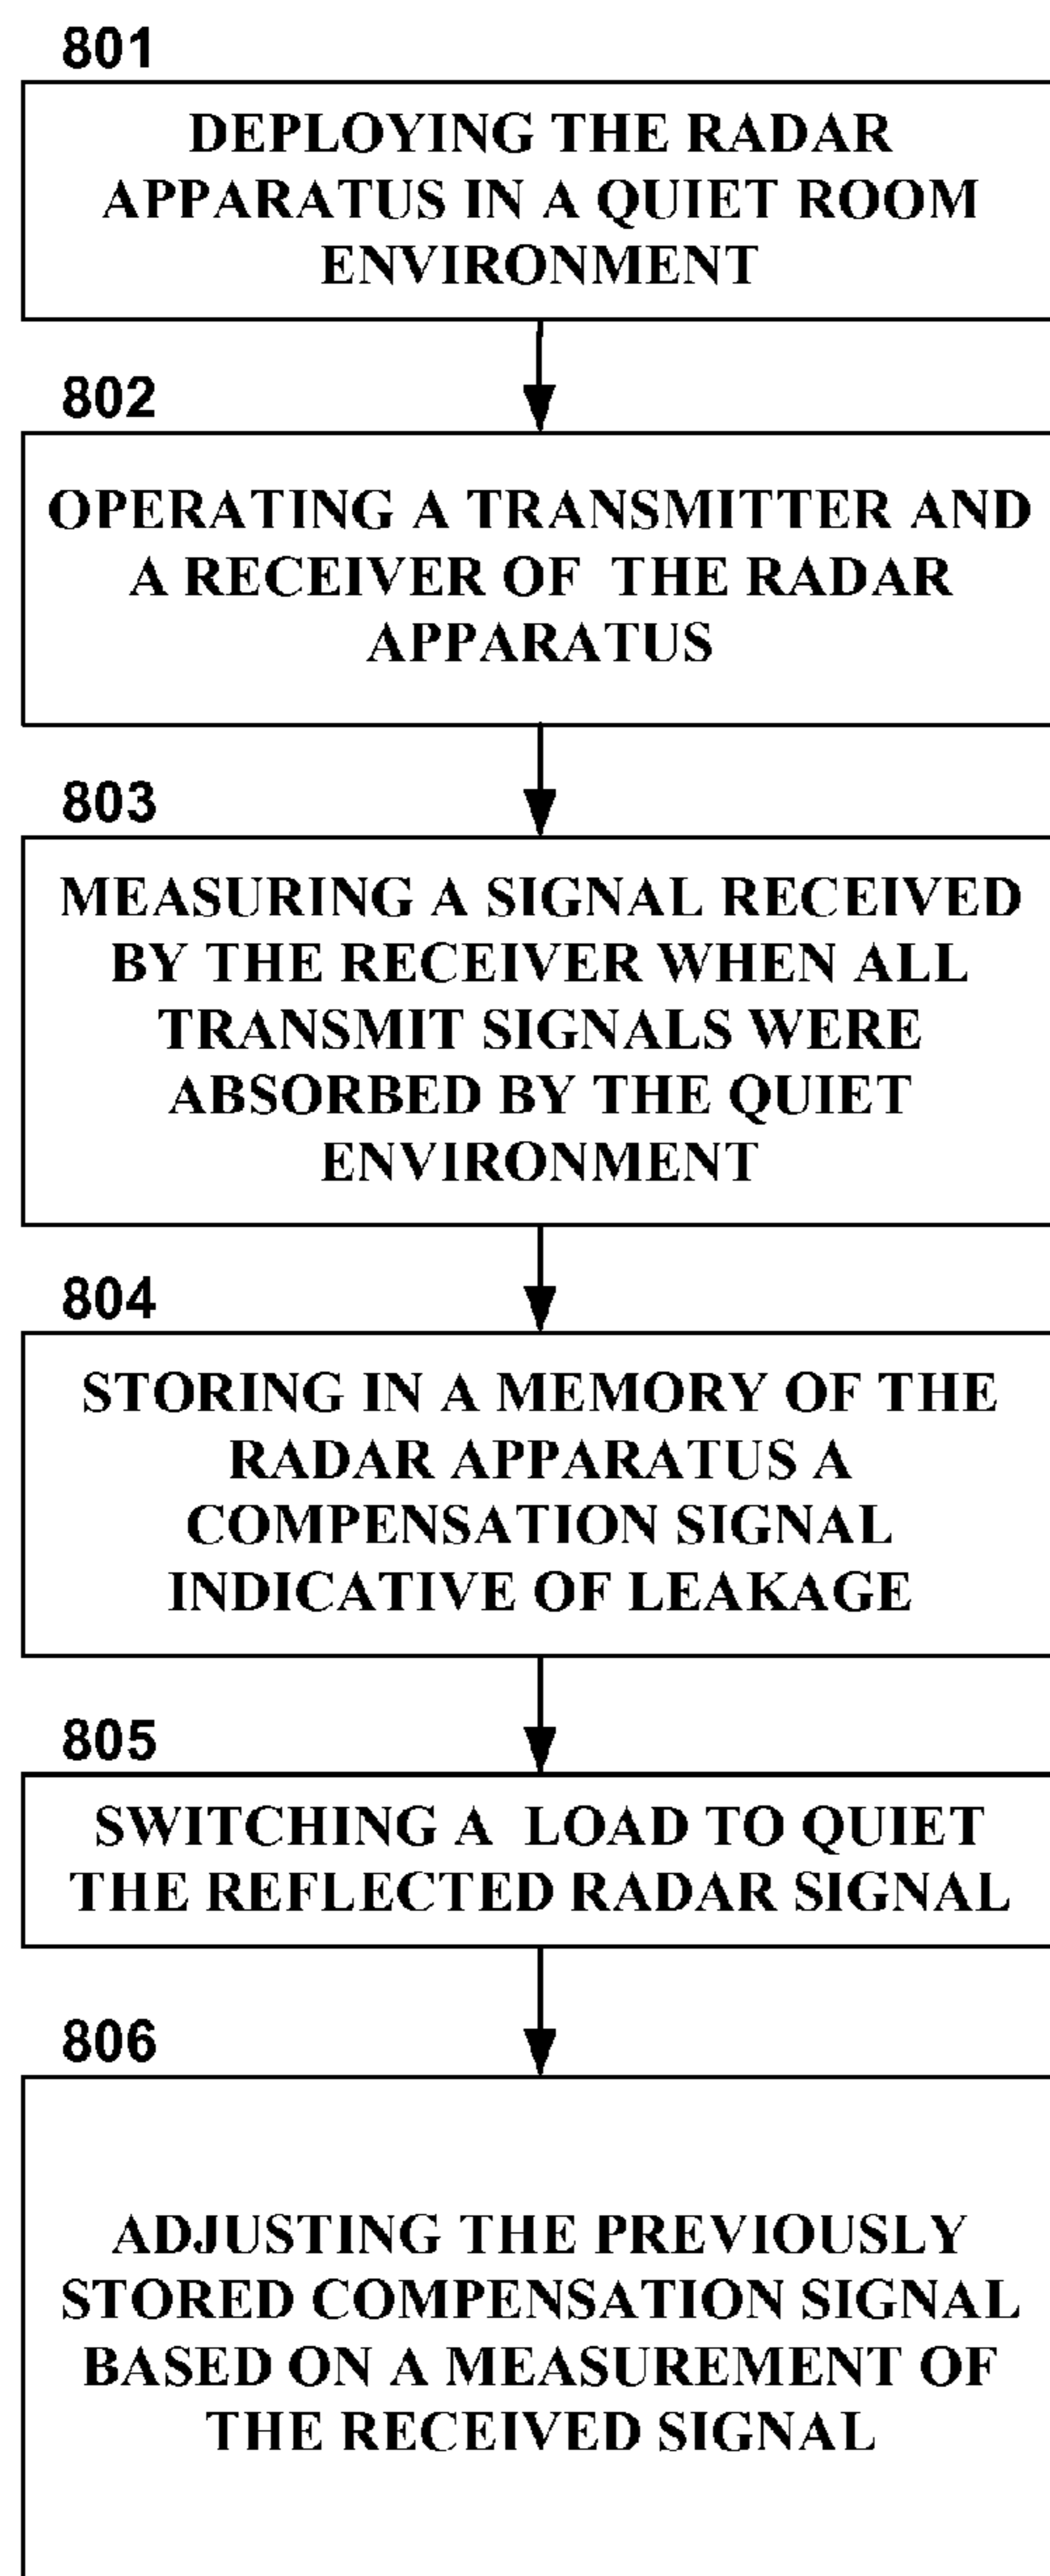 801
DEPLOYING THE RADAR
APPARATUS IN A QUIET ROOM
ENVIRONMENT
802
OPERATING A TRANSMITTER AND
A RECEIVER OF THE RADAR
APPARATUS
803
MEASURING A SIGNAL RECEIVED
BY THE RECEIVER WHEN ALL
TRANSMIT SIGNALS WERE
ABSORBED BY THE QUIET
ENVIRONMENT
804
STORING IN A MEMORY OF THE
RADAR APPARATUS A
COMPENSATION SIGNAL
INDICATIVE OF LEAKAGE
805
SWITCHING A LOAD TO QUIET
THE REFLECTED RADAR SIGNAL
806
ADJUSTING THE PREVIOUSLY
STORED COMPENSATION SIGNAL
BASED ON A MEASUREMENT OF
THE RECEIVED SIGNAL